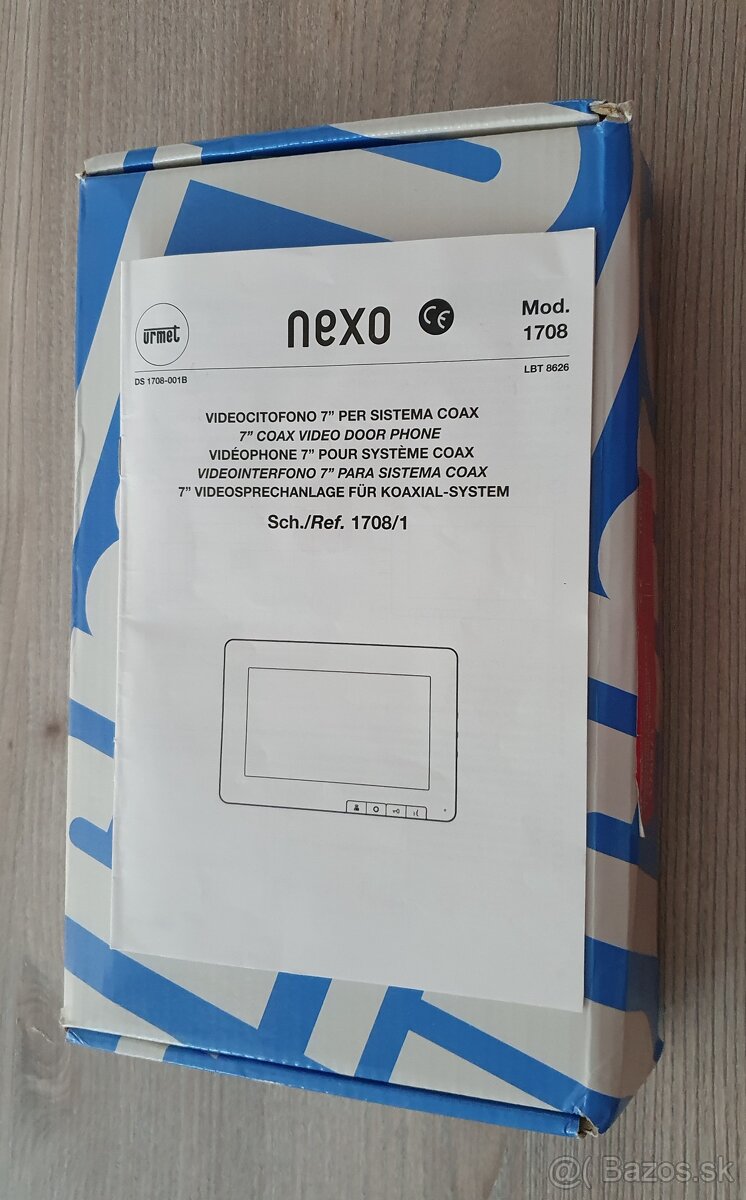 urmet
nexo
CE
Mod.
1708
DS 1708-001B
LBT 8626
VIDEOCITOFONO 7” PER SISTEMA COAX
7” COAX VIDEO DOOR PHONE
VIDÉOPHONE 7” POUR SYSTÈME COAX
VIDEOINTERFONO 7” PARA SISTEMA COAX
7” VIDEOSPRECHANLAGE FÜR KOAXIAL-SYSTEM
Sch./Ref. 1708/1
@( Bazos.sk